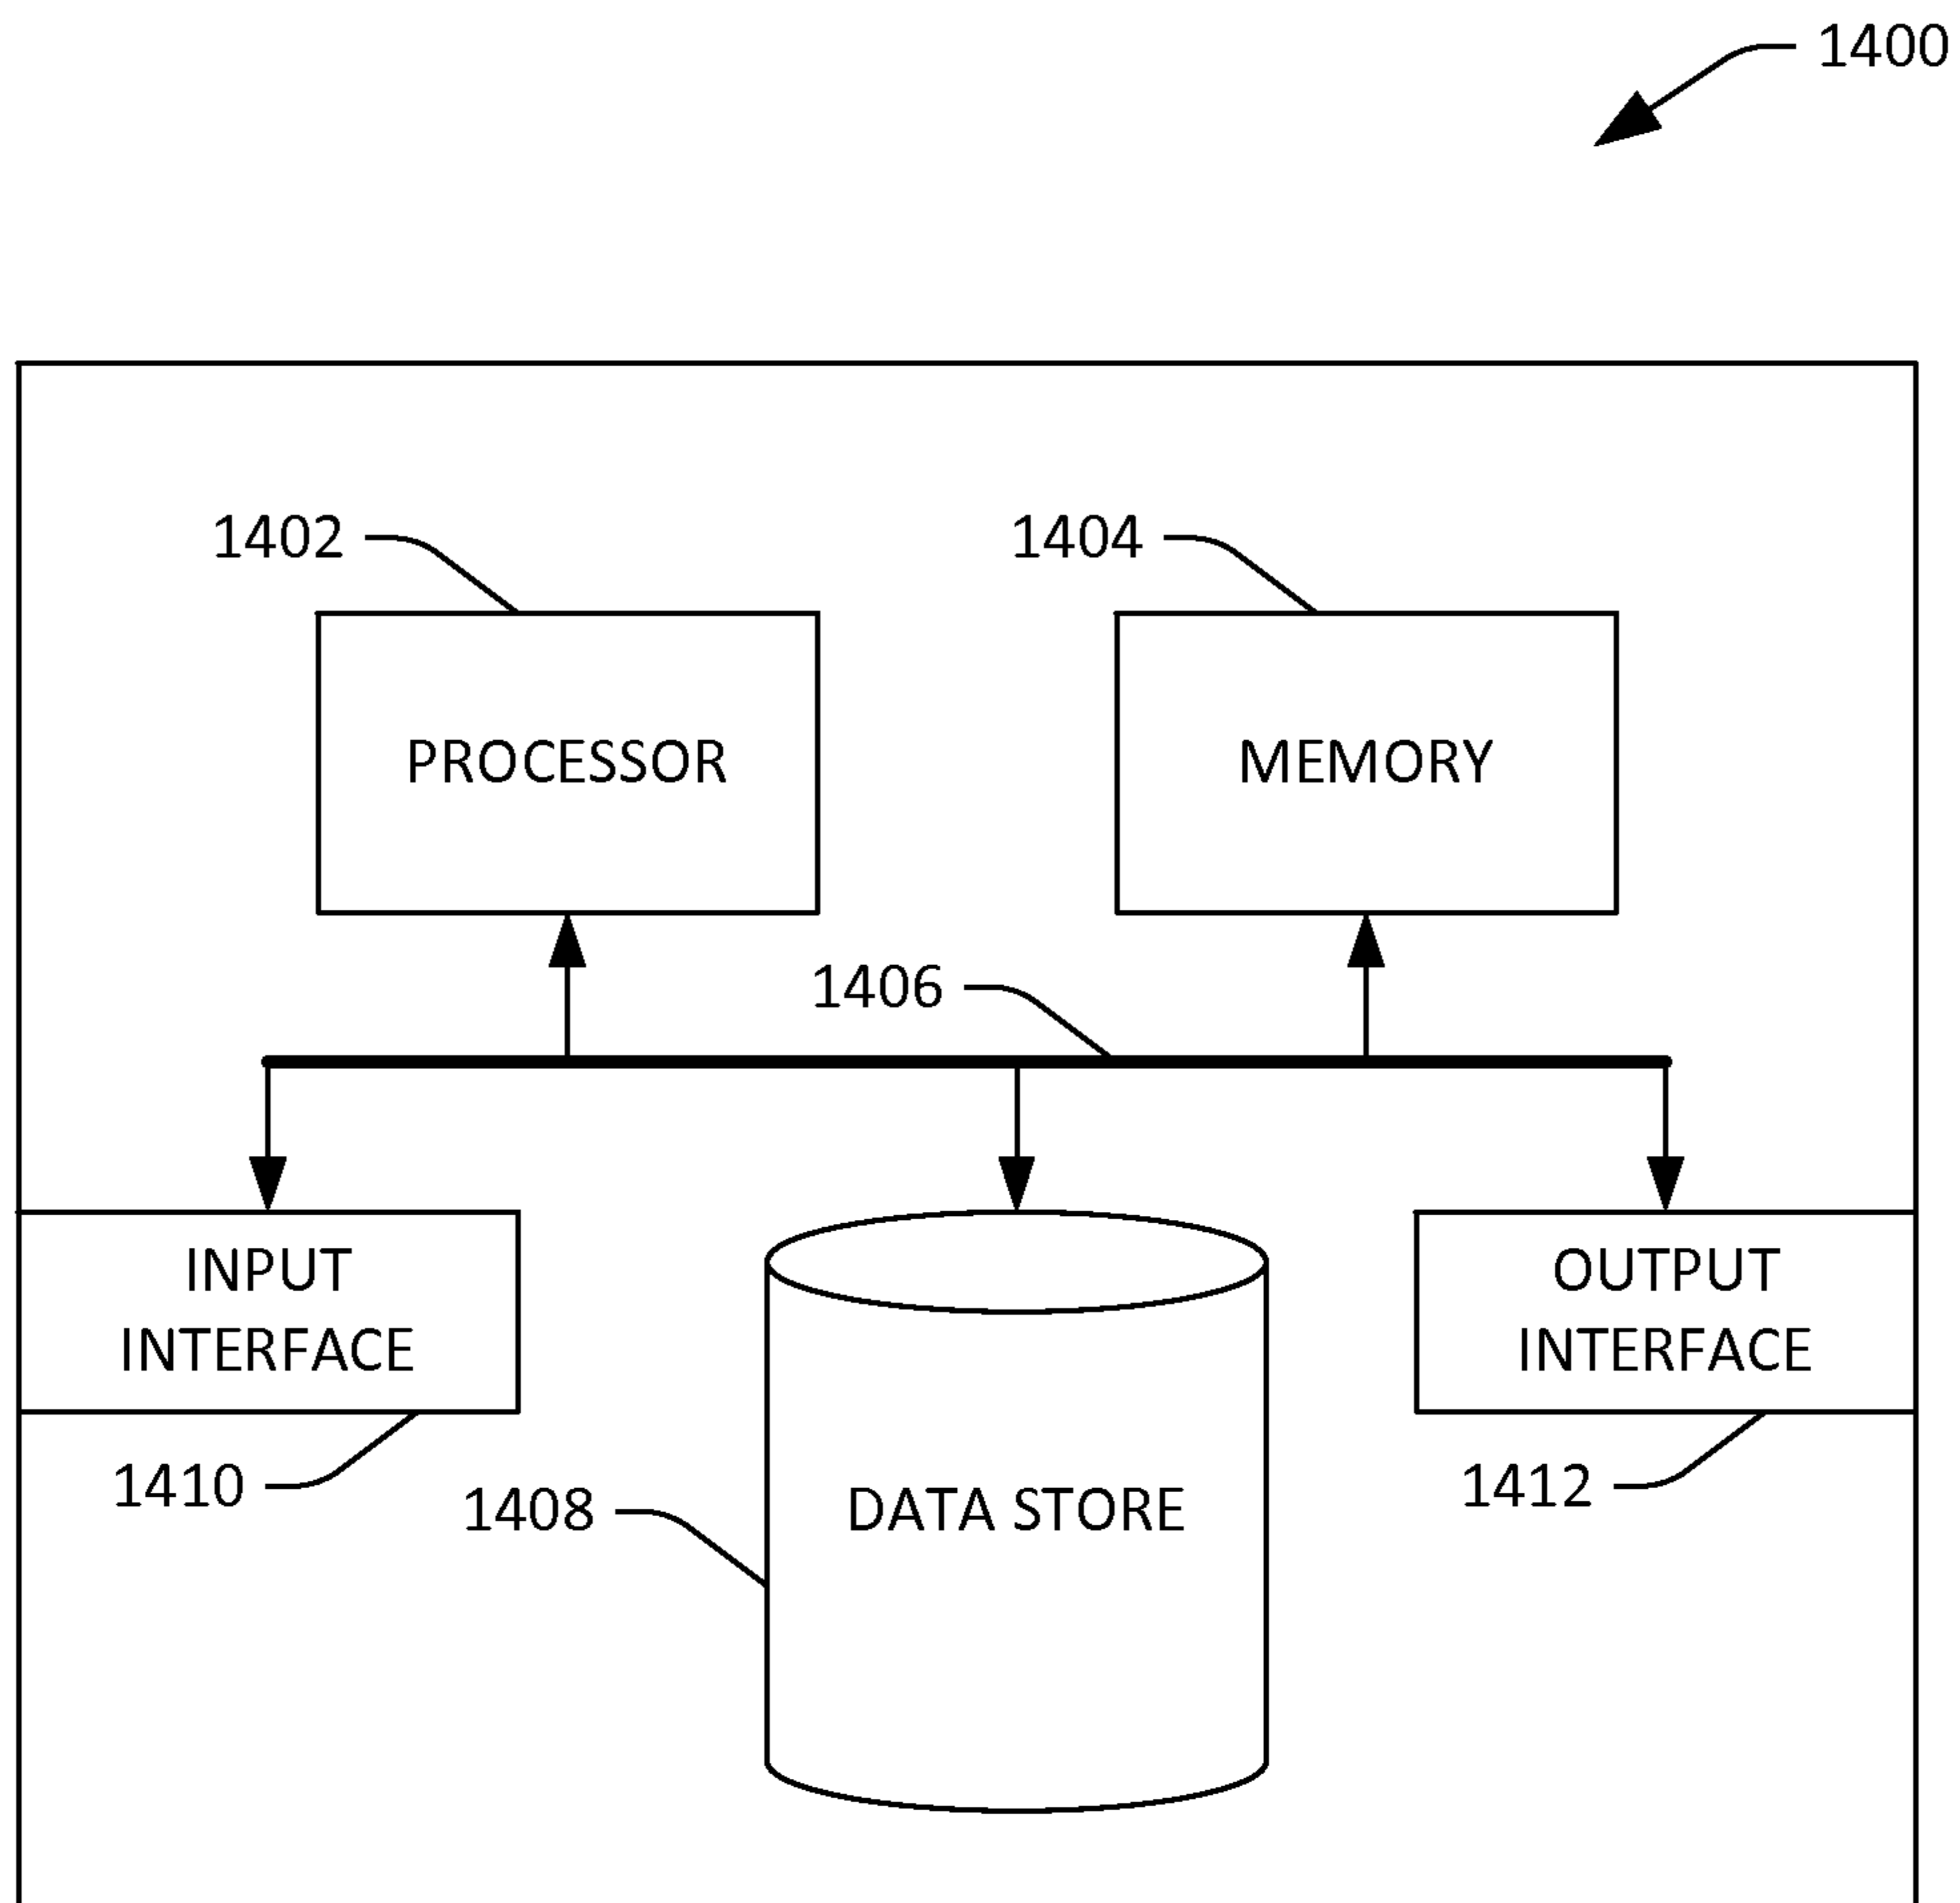 1400
1402
1404
PROCESSOR
MEMORY
1406
INPUT
INTERFACE
OUTPUT
INTERFACE
1410
1408
DATA STORE
1412